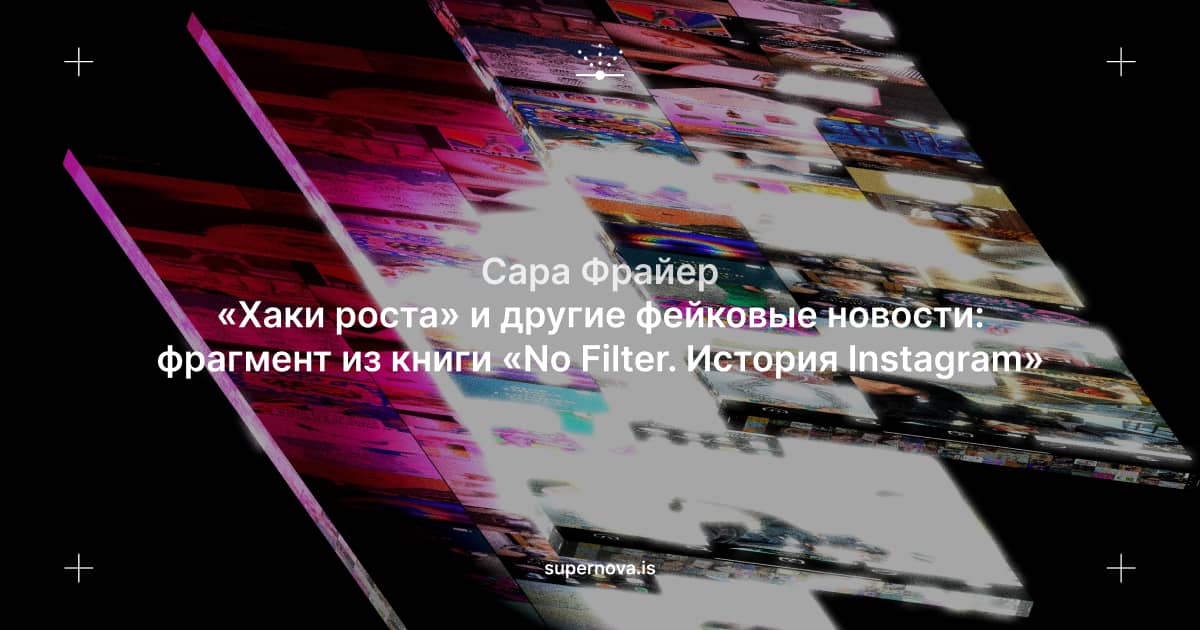 Сара Фрайер
«Хаки роста» и другие фейковые новости:
фрагмент из книги «No Filter. История Instagram»
supernova.is